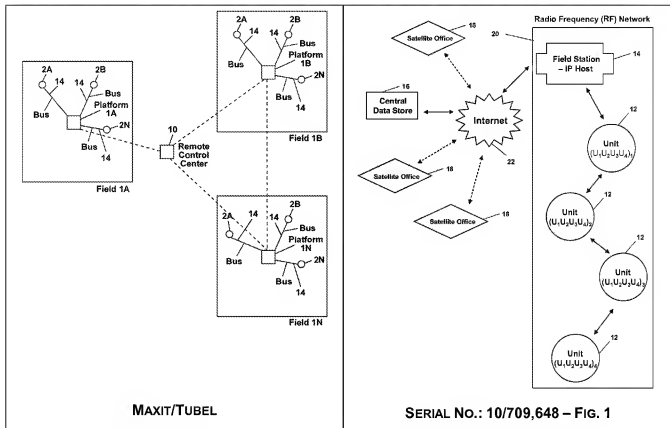 2A
14
2B
Bus
Bus
Platform
1A
2N
Bus
14
Field 1A
10
Remote
Control
Center
2A
14
14
2B
Bus
Bus
Platform
1B
2N
Bus
14
Field 1B
2A
14
14
2B
Bus
Bus
Platform
1N
2N
Bus
14
Field 1N
MAXIT/TUBEL
Radio Frequency (RF) Network
20
Field Station
– IP Host
14
Satellite Office
18
16
Central
Data Store
Internet
22
Satellite Office
18
Satellite Office
18
12
Unit
(U₁U₂U₃U₄)₁
12
Unit
(U₁U₂U₃U₄)₂
12
Unit
(U₁U₂U₃U₄)₃
12
Unit
(U₁U₂U₃U₄)₄
SERIAL NO.: 10/709,648 – FIG. 1